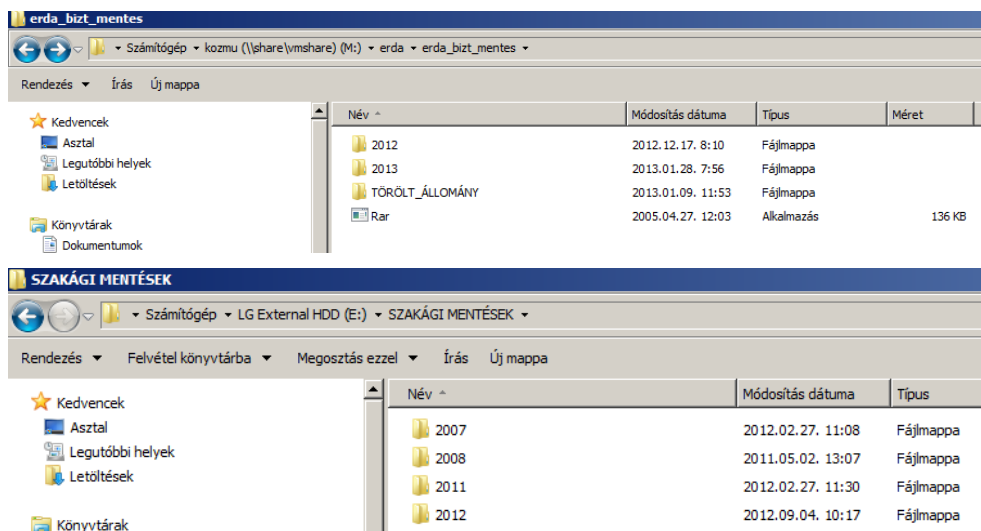 erda_bizt_mentes
Számítógép kozmu (\\share\vmshare) (M:) erda erda_bizt_mentes
Rendezés Írás Új mappa
Kedvencek
Asztal
Legutóbbi helyek
Letöltések
Könyvtárak
Dokumentumok
Név Módosítás dátuma Típus Méret
2012 2012.12.17. 8:10 Fájlmappa
2013 2013.01.28. 7:56 Fájlmappa
TÖRÖLT_ÁLLOMÁNY 2013.01.09. 11:53 Fájlmappa
Rar 2005.04.27. 12:03 Alkalmazás 136 KB
SZAKÁGI MENTÉSEK
Számítógép LG External HDD (E:) SZAKÁGI MENTÉSEK
Rendezés Felvétel könyvtárba Megosztás ezzel Írás Új mappa
Kedvencek
Asztal
Legutóbbi helyek
Letöltések
Könyvtárak
Név Módosítás dátuma Típus
2007 2012.02.27. 11:08 Fájlmappa
2008 2011.05.02. 13:07 Fájlmappa
2011 2012.02.27. 11:30 Fájlmappa
2012 2012.09.04. 10:17 Fájlmappa